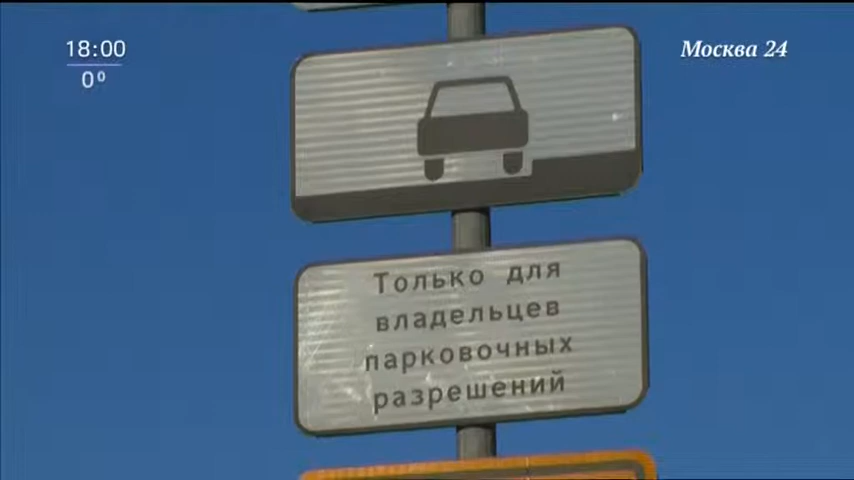 18:00
0°
Москва 24
Только для
владельцев
парковочных
разрешений